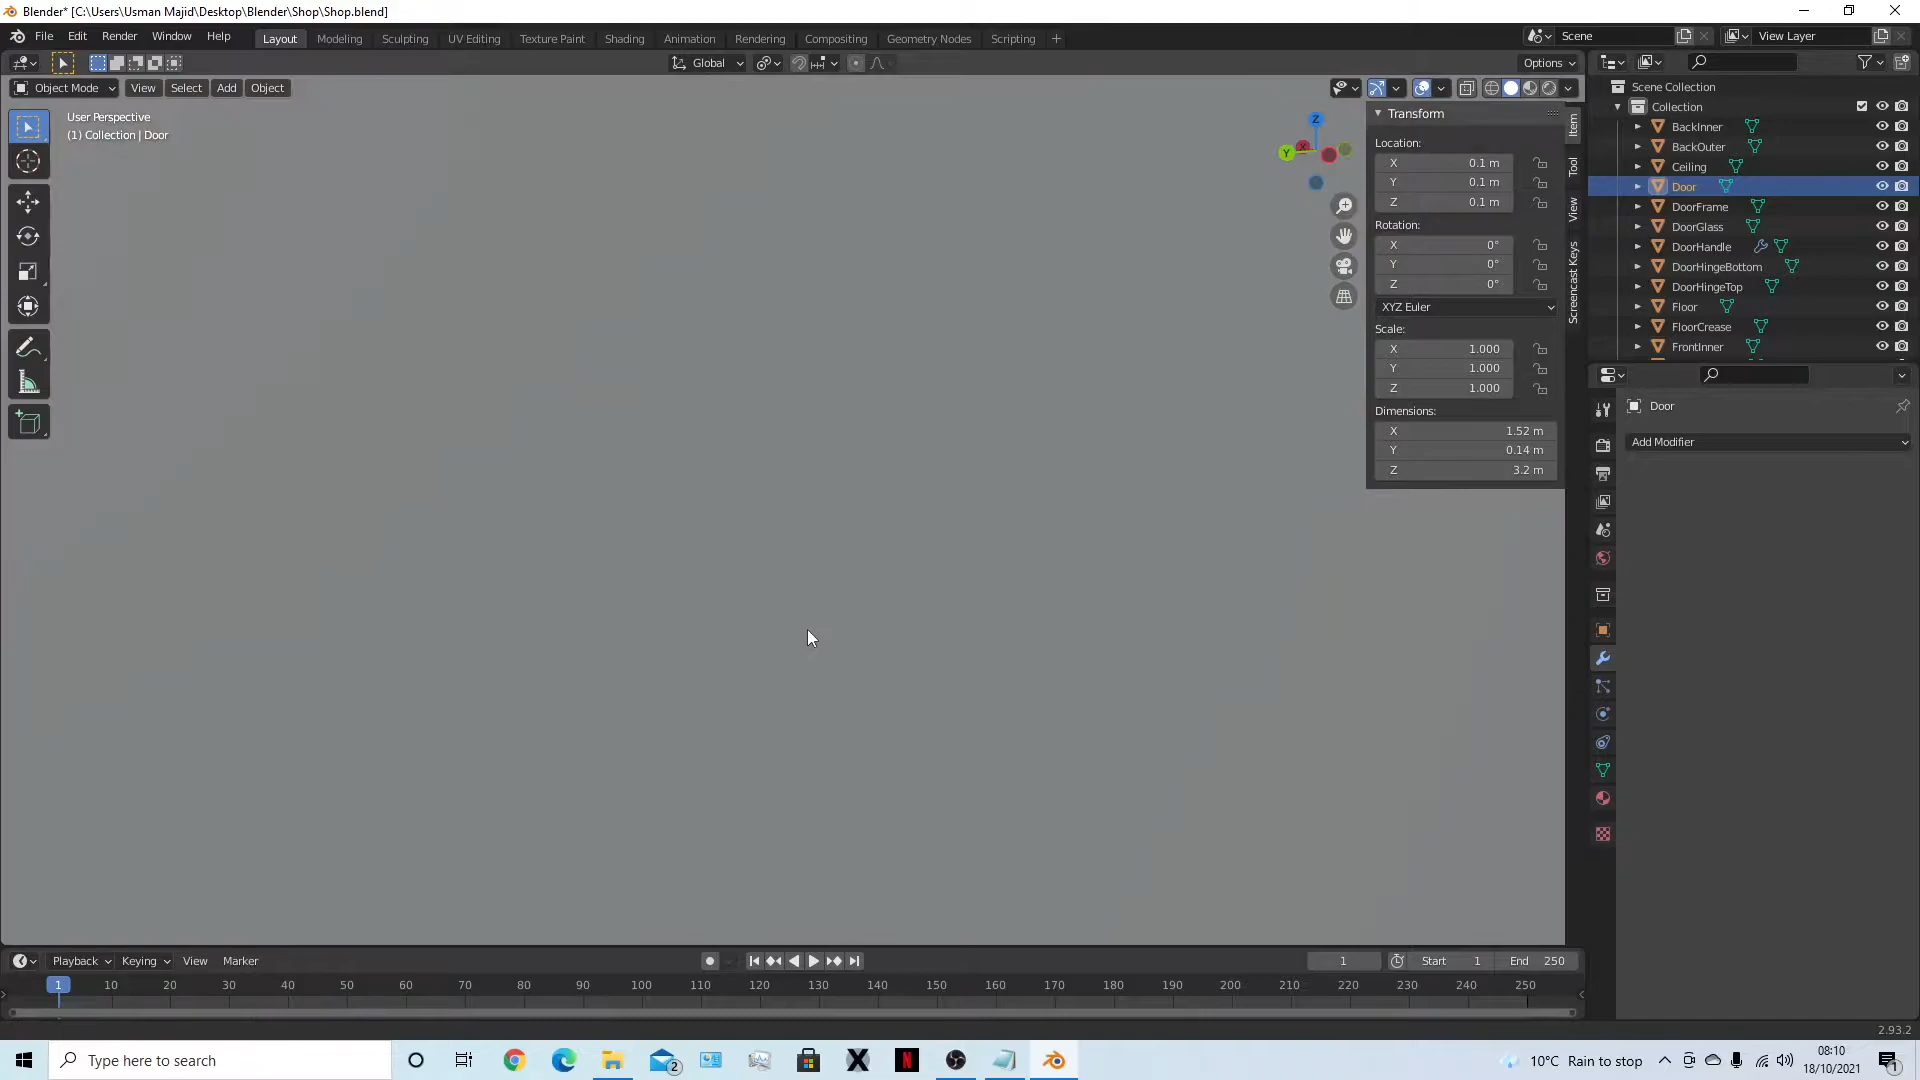 Blender* [C:\Users\Usman Majid\Desktop\Blender\Shop\Shop.blend]
File Edit Render Window Help Layout Modeling Sculpting UV Editing Texture Paint Shading Animation Rendering Compositing Geometry Nodes Scripting + Scene View Layer
Global Options
Object Mode View Select Add Object
User Perspective
(1) Collection | Door
Z
Y
X
Transform
Location:
X 0.1 m
Y 0.1 m
Z 0.1 m
Rotation:
X 0°
Y 0°
Z 0°
XYZ Euler
Scale:
X 1.000
Y 1.000
Z 1.000
Dimensions:
X 1.52 m
Y 0.14 m
Z 3.2 m
Item
Tool
View
Screencast Keys
Scene Collection
Collection
BackInner
BackOuter
Ceiling
Door
DoorFrame
DoorGlass
DoorHandle
DoorHingeBottom
DoorHingeTop
Floor
FloorCrease
FrontInner
Door
Add Modifier
Playback Keying View Marker 1 Start 1 End 250
1 10 20 30 40 50 60 70 80 90 100 110 120 130 140 150 160 170 180 190 200 210 220 230 240 250
2.93.2
Type here to search
2
X
N
10°C Rain to stop
08:10
18/10/2021
1